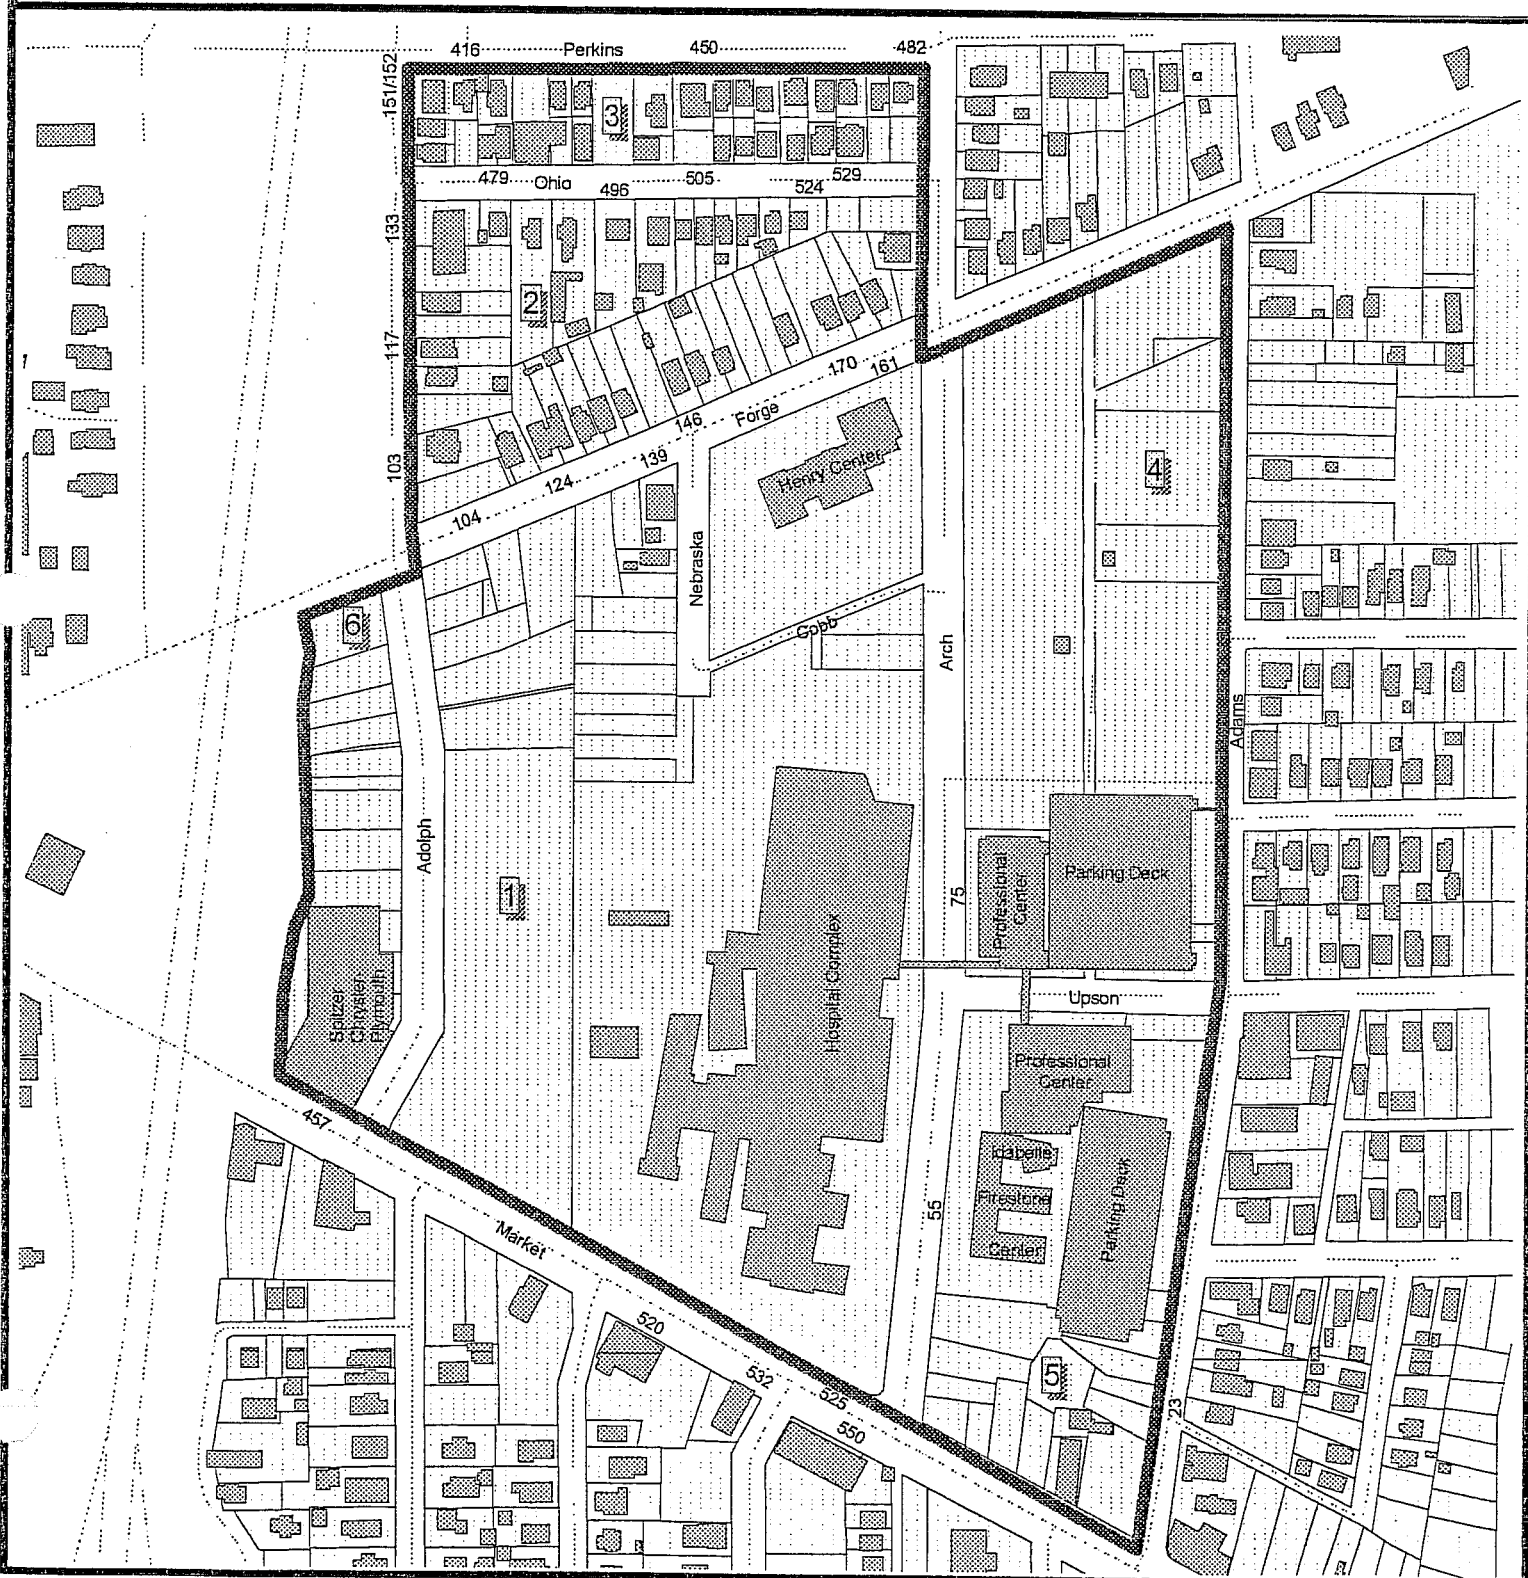 416 Perkins 450 482
151/152
3
479 Ohio 496 505 524 529
133
2
117
170
161
Forge
146
139
103
124
104
Henry Center
4
Nebraska
Cobb
6
Arch
Adams
Adolph
1
75
Professional
Center
Parking Deck
Hospital Complex
Spitzer
Chrysler-
Plymouth
Upson
Professional
Center
457
Idabelle
Firestone
Center
Parking Deck
55
Market
520
532
525
550
5
23